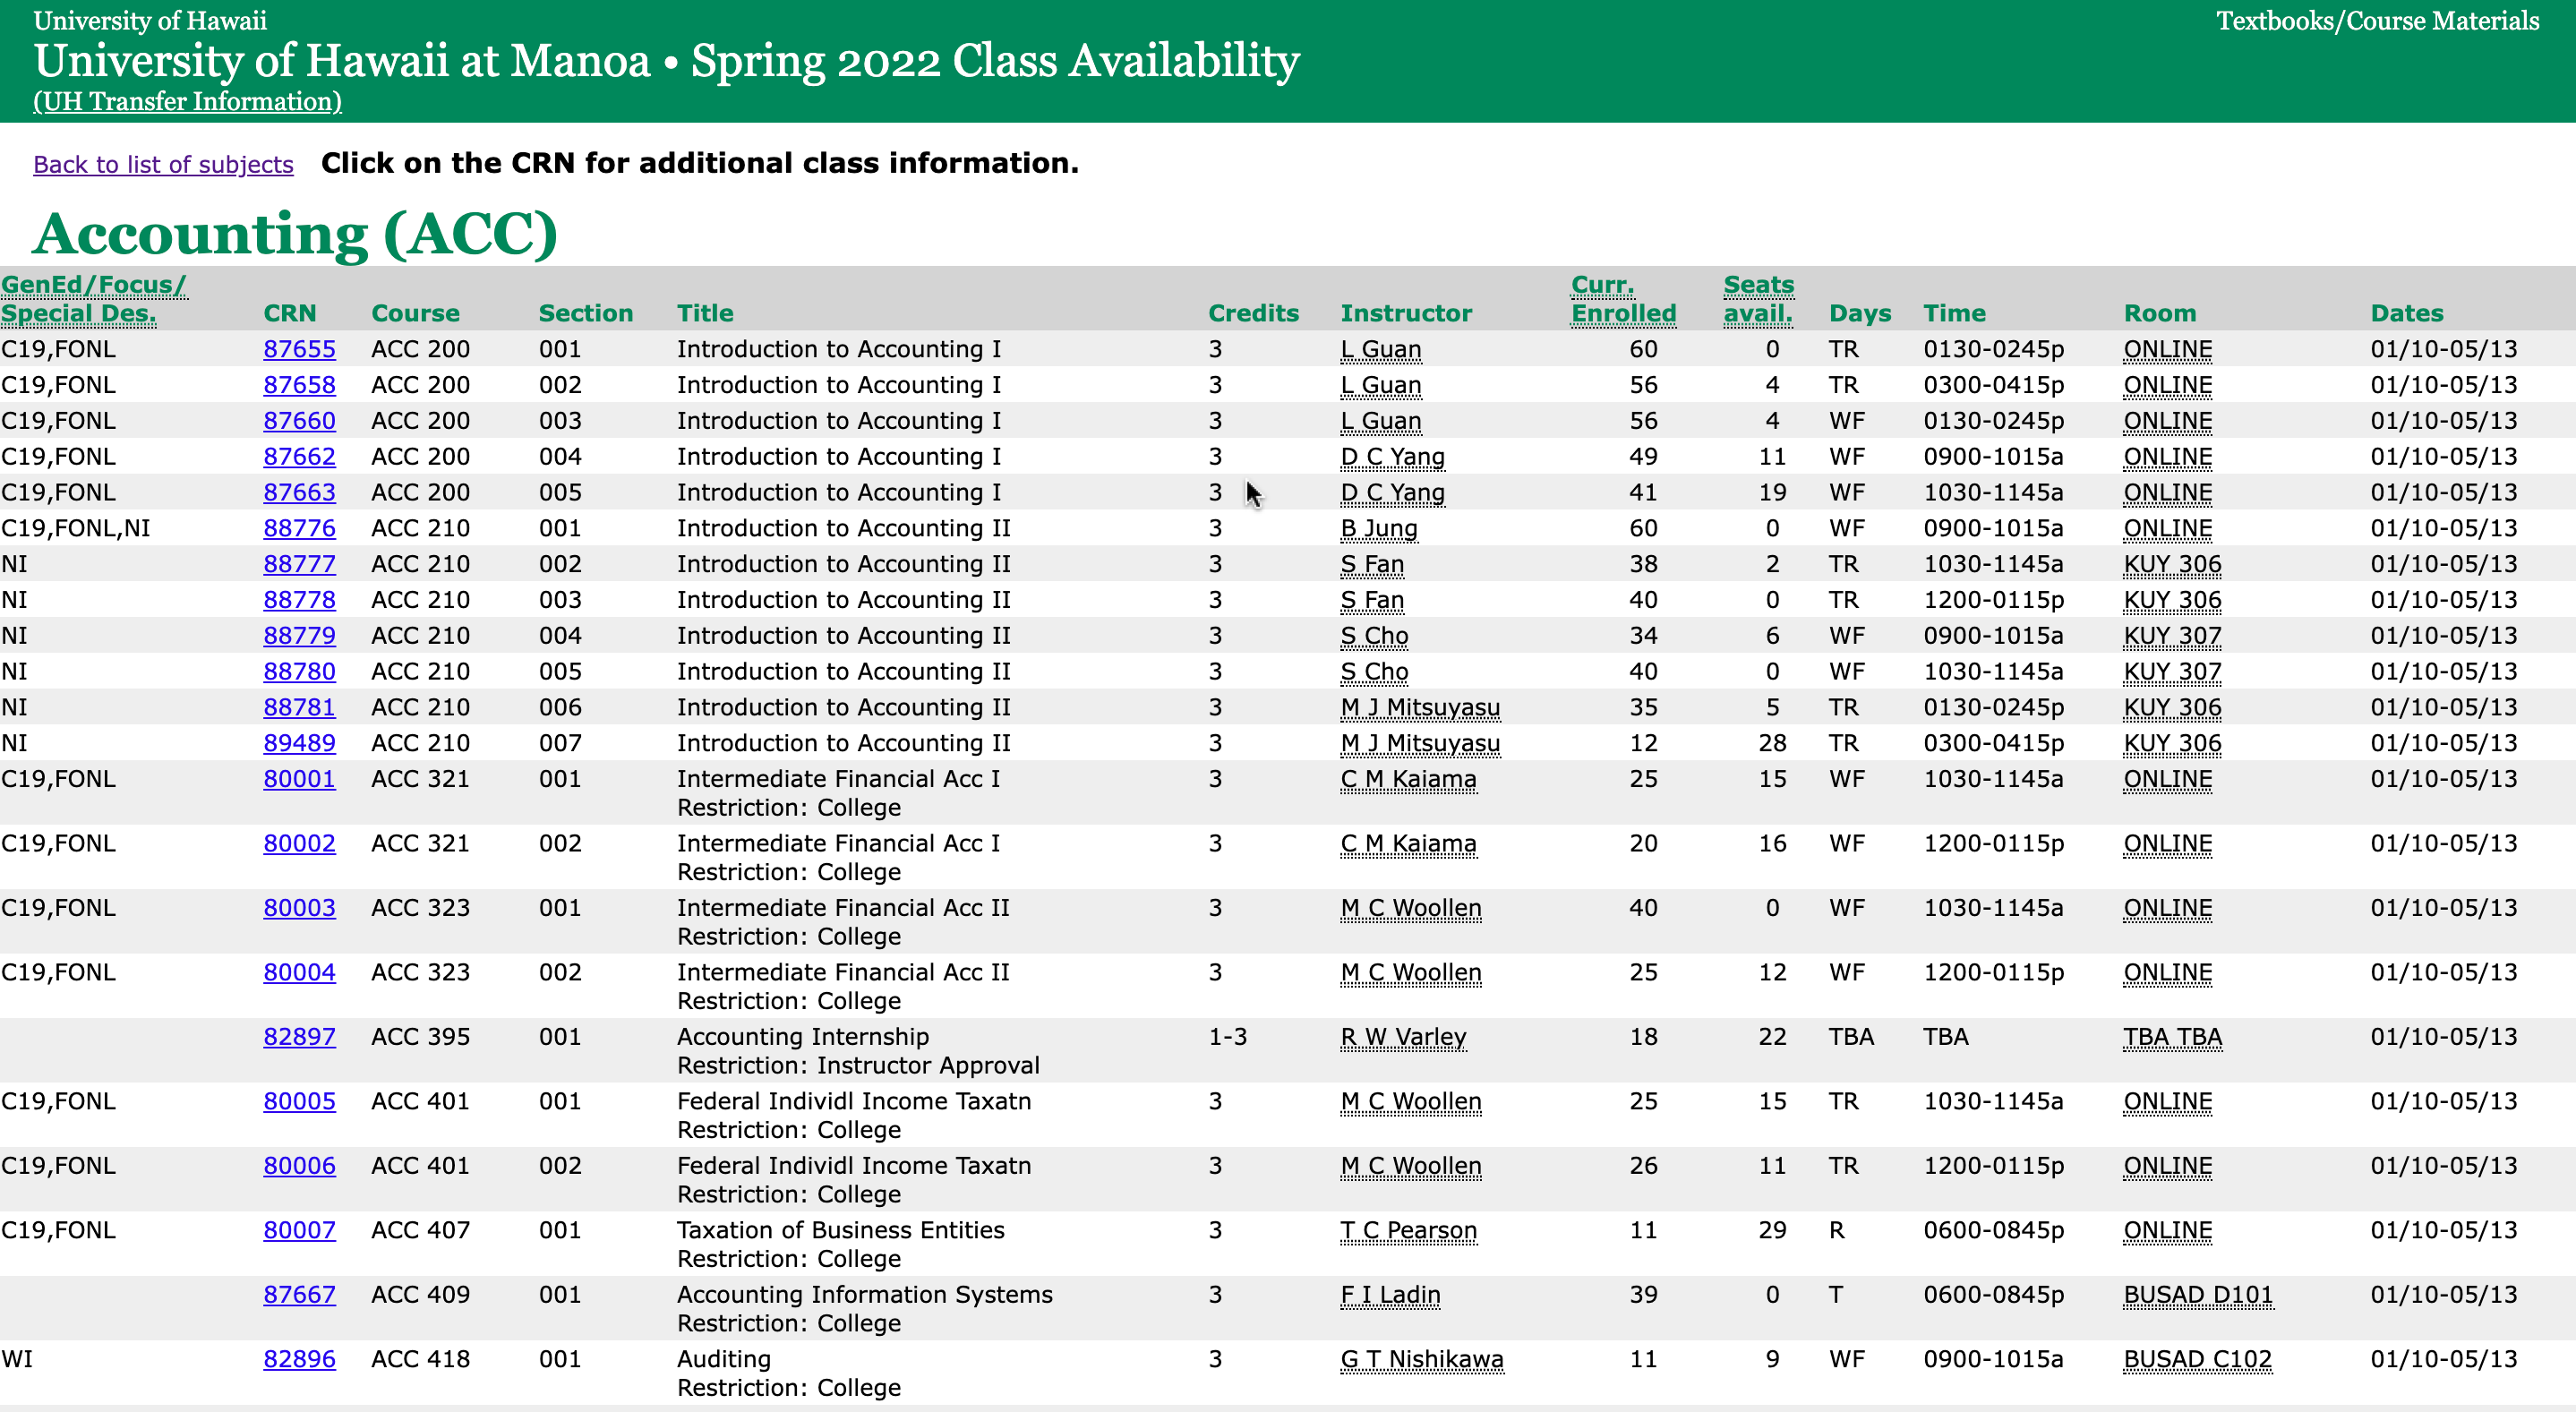 University of Hawaii
Textbooks/Course Materials
University of Hawaii at Manoa • Spring 2022 Class Availability
(UH Transfer Information)
Back to list of subjects Click on the CRN for additional class information.
Accounting (ACC)
GenEd/Focus/ Curr. Seats
Special Des. CRN Course Section Title Credits Instructor Enrolled avail. Days Time Room Dates
C19,FONL 87655 ACC 200 001 Introduction to Accounting I 3 L Guan 60 0 TR 0130-0245p ONLINE 01/10-05/13
C19,FONL 87658 ACC 200 002 Introduction to Accounting I 3 L Guan 56 4 TR 0300-0415p ONLINE 01/10-05/13
C19,FONL 87660 ACC 200 003 Introduction to Accounting I 3 L Guan 56 4 WF 0130-0245p ONLINE 01/10-05/13
C19,FONL 87662 ACC 200 004 Introduction to Accounting I 3 D C Yang 49 11 WF 0900-1015a ONLINE 01/10-05/13
C19,FONL 87663 ACC 200 005 Introduction to Accounting I 3 D C Yang 41 19 WF 1030-1145a ONLINE 01/10-05/13
C19,FONL,NI 88776 ACC 210 001 Introduction to Accounting II 3 B Jung 60 0 WF 0900-1015a ONLINE 01/10-05/13
NI 88777 ACC 210 002 Introduction to Accounting II 3 S Fan 38 2 TR 1030-1145a KUY 306 01/10-05/13
NI 88778 ACC 210 003 Introduction to Accounting II 3 S Fan 40 0 TR 1200-0115p KUY 306 01/10-05/13
NI 88779 ACC 210 004 Introduction to Accounting II 3 S Cho 34 6 WF 0900-1015a KUY 307 01/10-05/13
NI 88780 ACC 210 005 Introduction to Accounting II 3 S Cho 40 0 WF 1030-1145a KUY 307 01/10-05/13
NI 88781 ACC 210 006 Introduction to Accounting II 3 M J Mitsuyasu 35 5 TR 0130-0245p KUY 306 01/10-05/13
NI 89489 ACC 210 007 Introduction to Accounting II 3 M J Mitsuyasu 12 28 TR 0300-0415p KUY 306 01/10-05/13
C19,FONL 80001 ACC 321 001 Intermediate Financial Acc I 3 C M Kaiama 25 15 WF 1030-1145a ONLINE 01/10-05/13
Restriction: College
C19,FONL 80002 ACC 321 002 Intermediate Financial Acc I 3 C M Kaiama 20 16 WF 1200-0115p ONLINE 01/10-05/13
Restriction: College
C19,FONL 80003 ACC 323 001 Intermediate Financial Acc II 3 M C Woollen 40 0 WF 1030-1145a ONLINE 01/10-05/13
Restriction: College
C19,FONL 80004 ACC 323 002 Intermediate Financial Acc II 3 M C Woollen 25 12 WF 1200-0115p ONLINE 01/10-05/13
Restriction: College
82897 ACC 395 001 Accounting Internship 1-3 R W Varley 18 22 TBA TBA TBA TBA 01/10-05/13
Restriction: Instructor Approval
C19,FONL 80005 ACC 401 001 Federal Individl Income Taxatn 3 M C Woollen 25 15 TR 1030-1145a ONLINE 01/10-05/13
Restriction: College
C19,FONL 80006 ACC 401 002 Federal Individl Income Taxatn 3 M C Woollen 26 11 TR 1200-0115p ONLINE 01/10-05/13
Restriction: College
C19,FONL 80007 ACC 407 001 Taxation of Business Entities 3 T C Pearson 11 29 R 0600-0845p ONLINE 01/10-05/13
Restriction: College
87667 ACC 409 001 Accounting Information Systems 3 F I Ladin 39 0 T 0600-0845p BUSAD D101 01/10-05/13
Restriction: College
WI 82896 ACC 418 001 Auditing 3 G T Nishikawa 11 9 WF 0900-1015a BUSAD C102 01/10-05/13
Restriction: College